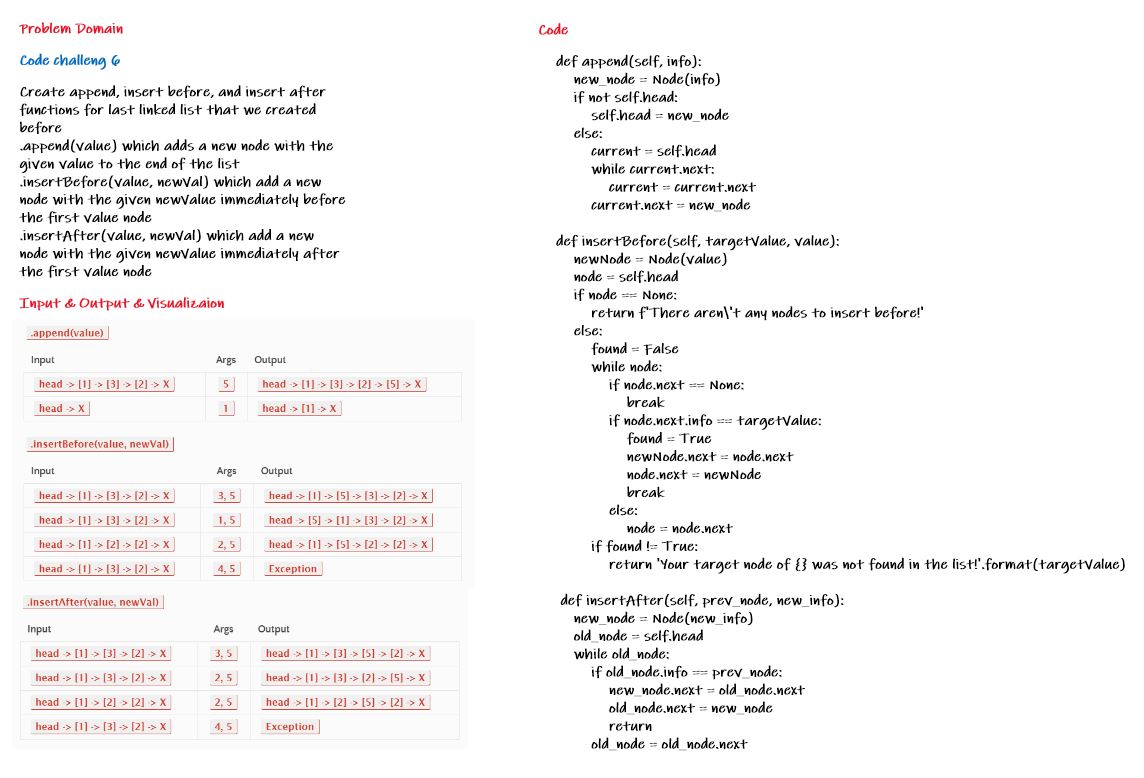 Problem Domain
Code challeng 6
Create append, insert before, and insert after
functions for last linked list that we created
before
.append(value) which adds a new node with the
given value to the end of the list
.insertBefore(value, newVal) which add a new
node with the given newValue immediately before
the first value node
.insertAfter(value, newVal) which add a new
node with the given newValue immediately after
the first value node
Input & Output & Visualizaion
.append(value)
Input Args Output
head -> [1] -> [3] -> [2] -> X 5 head -> [1] -> [3] -> [2] -> [5] -> X
head -> X 1 head -> [1] -> X
.insertBefore(value, newVal)
Input Args Output
head -> [1] -> [3] -> [2] -> X 3, 5 head -> [1] -> [5] -> [3] -> [2] -> X
head -> [1] -> [3] -> [2] -> X 1, 5 head -> [5] -> [1] -> [3] -> [2] -> X
head -> [1] -> [2] -> [2] -> X 2, 5 head -> [1] -> [5] -> [2] -> [2] -> X
head -> [1] -> [3] -> [2] -> X 4, 5 Exception
.insertAfter(value, newVal)
Input Args Output
head -> [1] -> [3] -> [2] -> X 3, 5 head -> [1] -> [3] -> [5] -> [2] -> X
head -> [1] -> [3] -> [2] -> X 2, 5 head -> [1] -> [3] -> [2] -> [5] -> X
head -> [1] -> [2] -> [2] -> X 2, 5 head -> [1] -> [2] -> [5] -> [2] -> X
head -> [1] -> [3] -> [2] -> X 4, 5 Exception
Code
def append(self, info):
new_node = Node(info)
if not self.head:
self.head = new_node
else:
current = self.head
while current.next:
current = current.next
current.next = new_node
def insertBefore(self, targetValue, value):
newNode = Node(value)
node = self.head
if node == None:
return f'There aren\'t any nodes to insert before!'
else:
found = False
while node:
if node.next == None:
break
if node.next.info == targetValue:
found = True
newNode.next = node.next
node.next = newNode
break
else:
node = node.next
if found != True:
return 'Your target node of {} was not found in the list!'.format(targetValue)
def insertAfter(self, prev_node, new_info):
new_node = Node(new_info)
old_node = self.head
while old_node:
if old_node.info == prev_node:
new_node.next = old_node.next
old_node.next = new_node
return
old_node = old_node.next